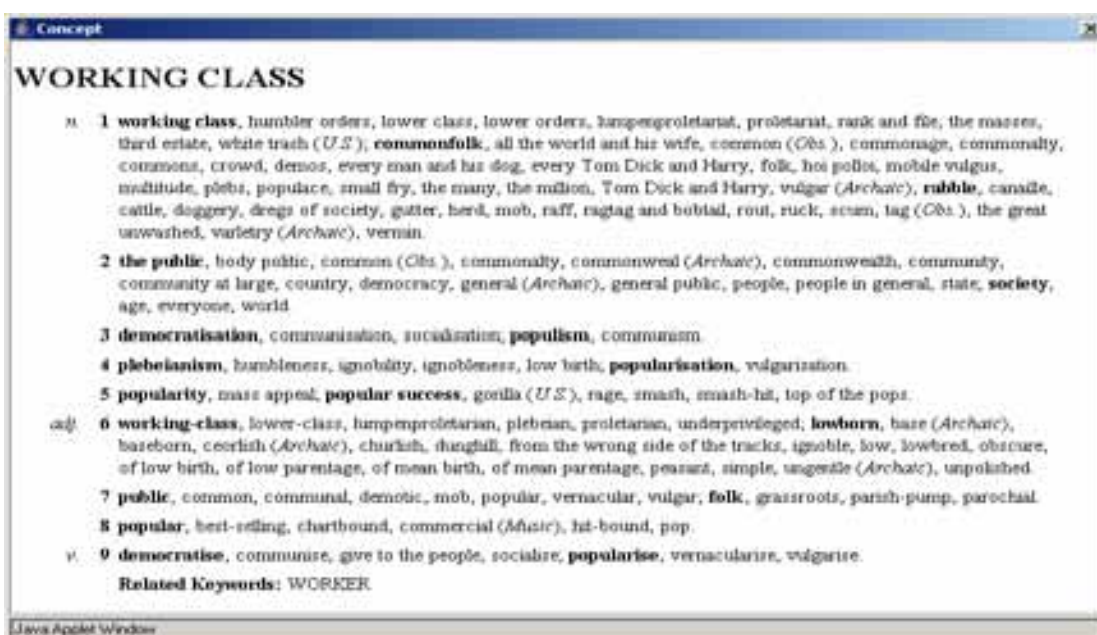 Concept
WORKING CLASS
n. 1 working class, humbler orders, lower class, lower orders, lumpenproletariat, proletariat, rank and file, the masses,
third estate, white trash (U S ); commonfolk, all the world and his wife, common (Obs.), commonage, commonalty,
commons, crowd, demos, every man and his dog, every Tom Dick and Harry, folk, hoi polloi, mobile vulgus,
multitude, plebs, populace, small fry, the many, the million, Tom Dick and Harry, vulgar (Archaic), rabble, canaille,
cattle, doggery, dregs of society, gutter, herd, mob, raff, ragtag and bobtail, rout, ruck, scum, tag (Obs.), the great
unwashed, varletry (Archaic), vermin.
2 the public, body politic, common (Obs.), commonalty, commonweal (Archaic), commonwealth, community,
community at large, country, democracy, general (Archaic), general public, people, people in general, state; society,
age, everyone, world.
3 democratisation, communisation, socialisation; populism, communism.
4 plebeianism, humbleness, ignobility, ignobleness, low birth; popularisation, vulgarisation.
5 popularity, mass appeal; popular success, gorilla (U S ), rage, smash, smash-hit, top of the pops.
adj. 6 working-class, lower-class, lumpenproletarian, plebeian, proletarian, underprivileged; lowborn, base (Archaic),
baseborn, ceorlish (Archaic), churlish, dunghill, from the wrong side of the tracks, ignoble, low, lowbred, obscure,
of low birth, of low parentage, of mean birth, of mean parentage, peasant, simple, ungentle (Archaic), unpolished.
7 public, common, communal, demotic, mob, popular, vernacular, vulgar; folk, grassroots, parish-pump, parochial.
8 popular, best-selling, chartbound, commercial (Music), hit-bound, pop.
v. 9 democratise, communise, give to the people, socialise; popularise, vernacularise, vulgarise.
Related Keywords: WORKER
Java Applet Window